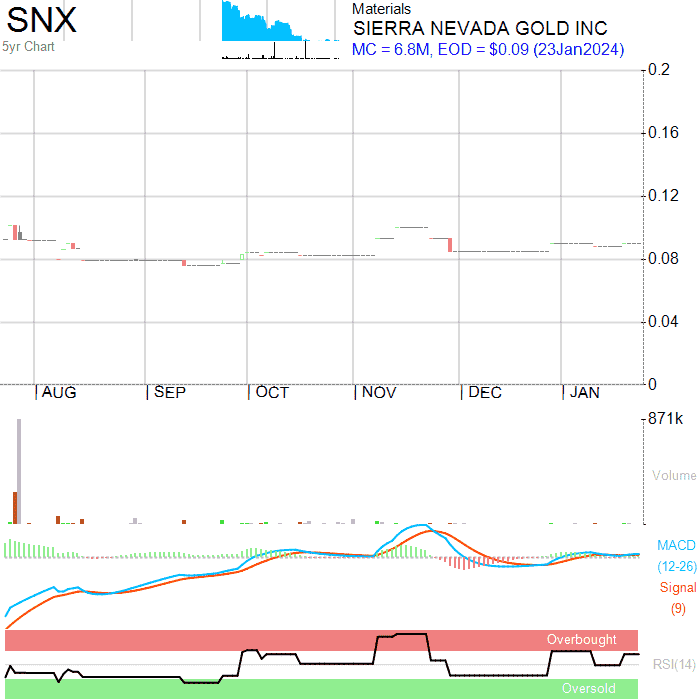 SNX
5yr Chart
Materials
SIERRA NEVADA GOLD INC
MC = 6.8M, EOD = $0.09 (23Jan2024)
0.2
0.16
0.12
0.08
0.04
0
AUG SEP OCT NOV DEC JAN
871k
Volume
MACD
(12-26)
Signal
(9)
Overbought
RSI(14)
Oversold